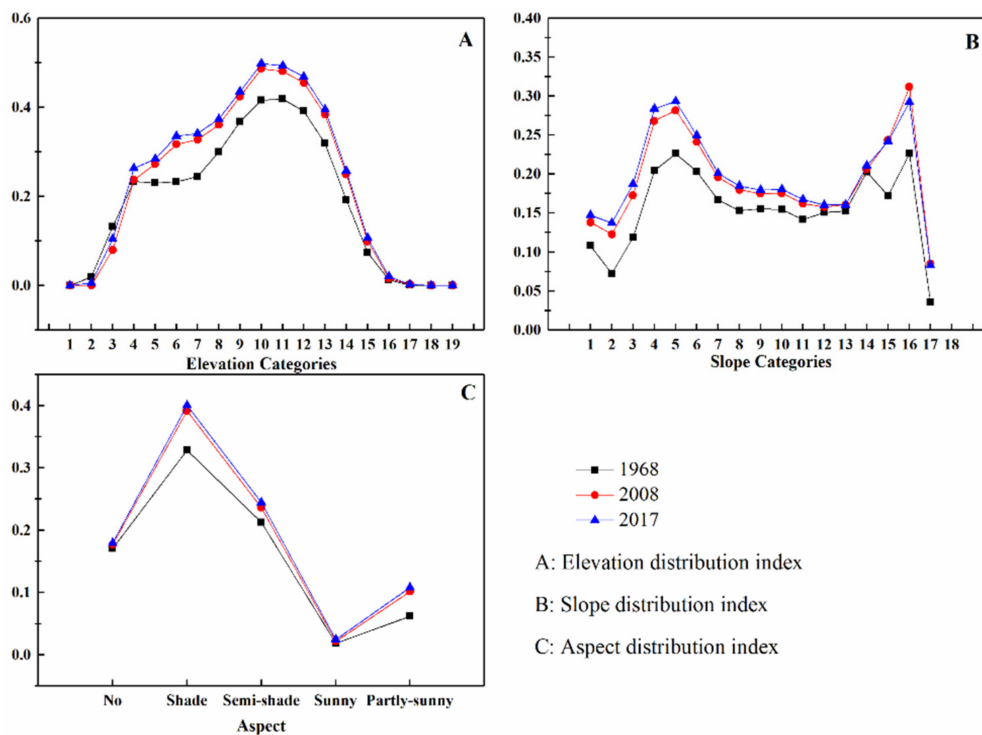 A
0.6
0.4
0.2
0.0
1 2 3 4 5 6 7 8 9 10 11 12 13 14 15 16 17 18 19
Elevation Categories
B
0.40
0.35
0.30
0.25
0.20
0.15
0.10
0.05
0.00
1 2 3 4 5 6 7 8 9 10 11 12 13 14 15 16 17 18
Slope Categories
C
0.4
0.3
0.2
0.1
0.0
No Shade Semi-shade Sunny Partly-sunny
Aspect
1968
2008
2017
A: Elevation distribution index
B: Slope distribution index
C: Aspect distribution index